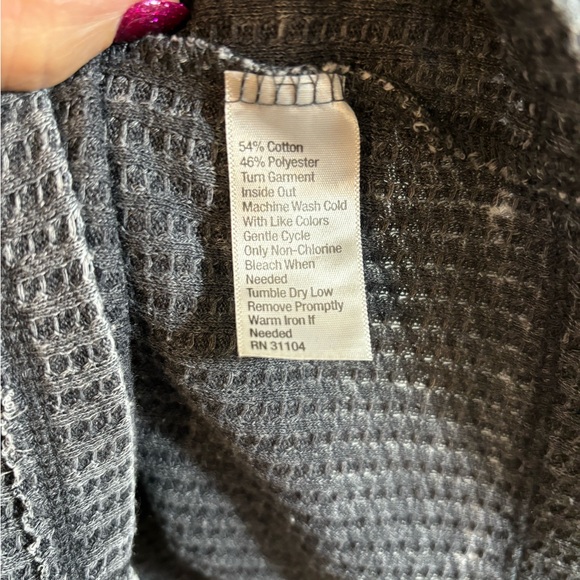 54% Cotton
46% Polyester
Turn Garment
Inside Out
Machine Wash Cold
With Like Colors
Gentle Cycle
Only Non-Chlorine
Bleach When
Needed
Tumble Dry Low
Remove Promptly
Warm Iron If
Needed
RN 31104